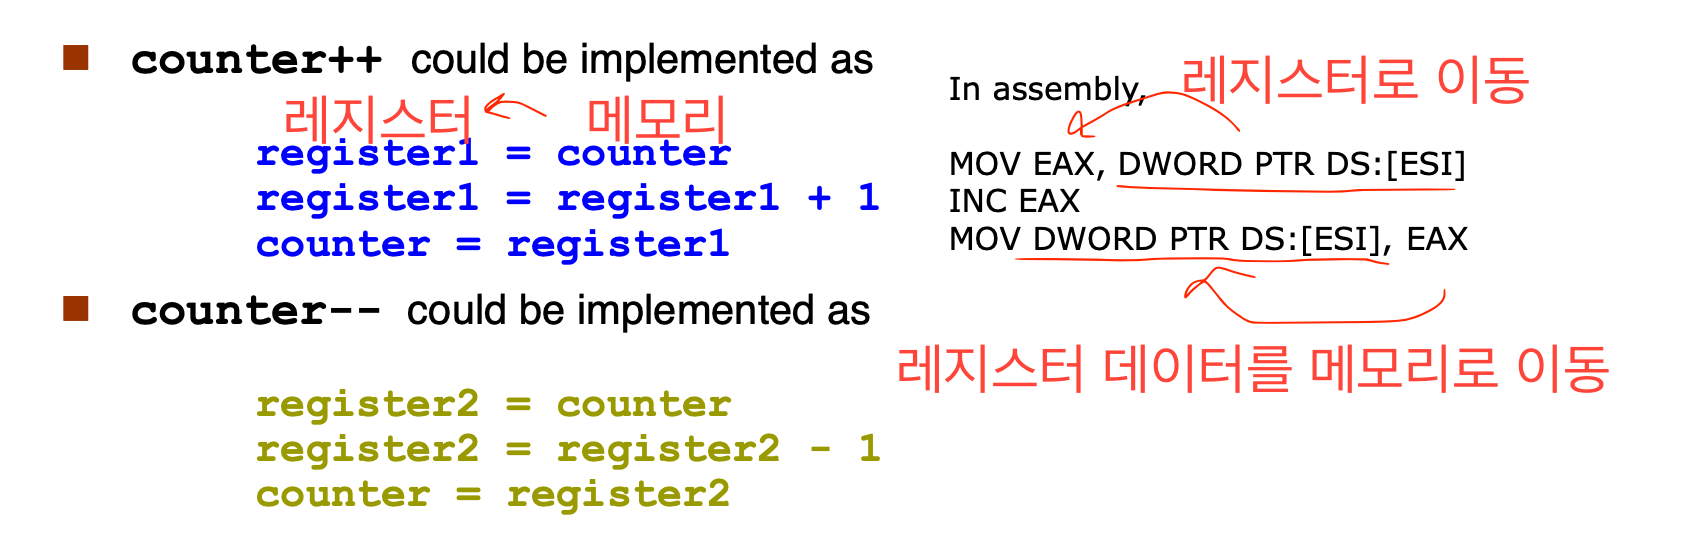 counter++ could be implemented as
레지스터 메모리
register1 = counter
register1 = register1 + 1
counter = register1
counter-- could be implemented as
register2 = counter
register2 = register2 - 1
counter = register2
In assembly,
레지스터로 이동
MOV EAX, DWORD PTR DS:[ESI]
INC EAX
MOV DWORD PTR DS:[ESI], EAX
레지스터 데이터를 메모리로 이동